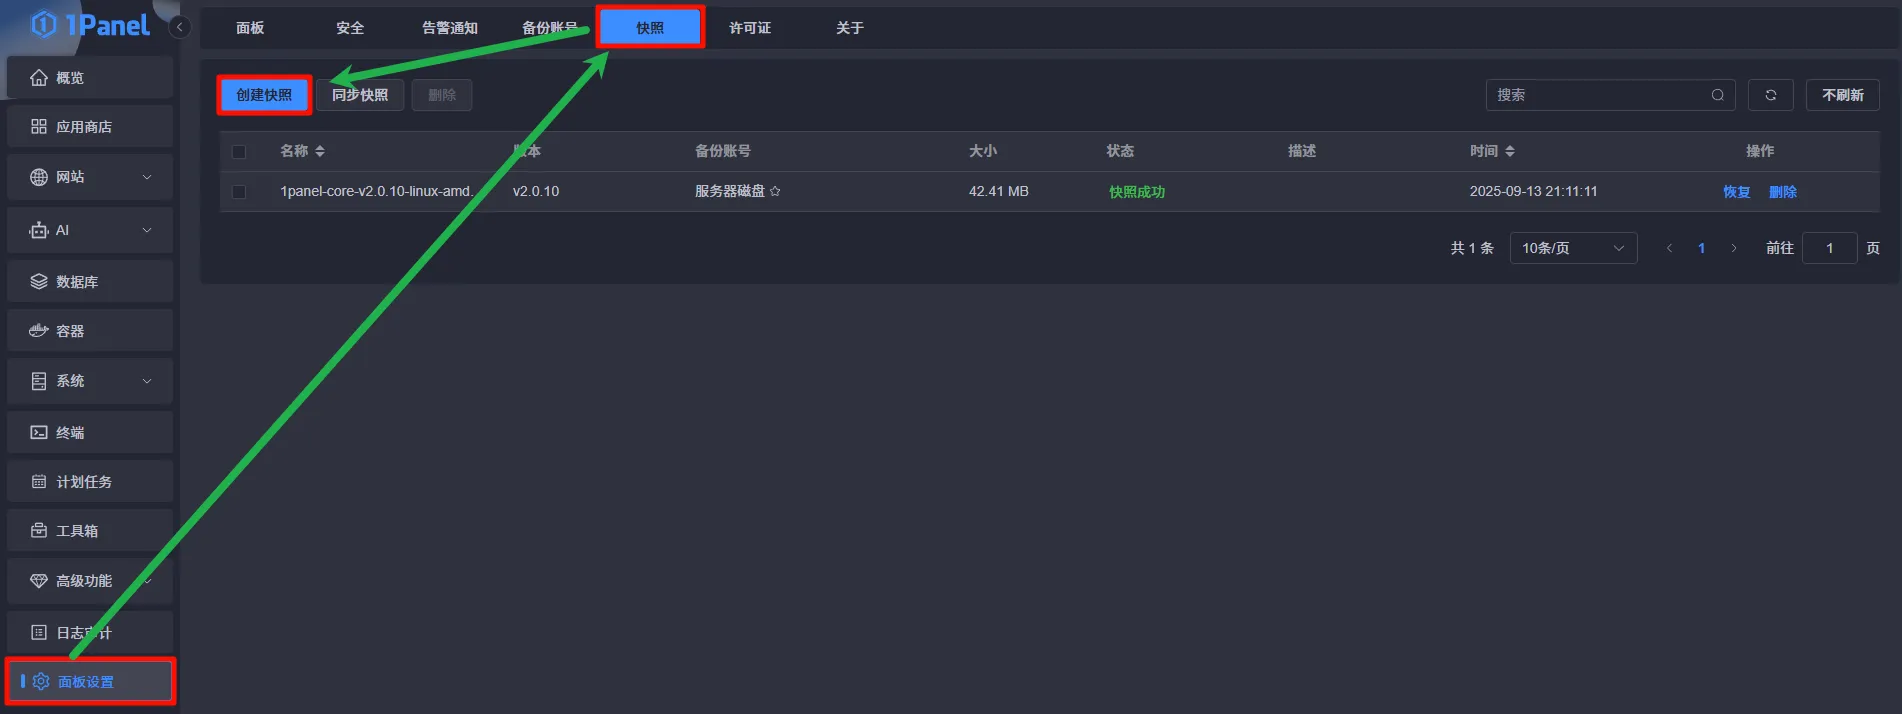 1Panel
面板 安全 告警通知 备份账号 快照 许可证 关于
概览
应用商店
网站
AI
数据库
容器
系统
终端
计划任务
工具箱
高级功能
日志审计
面板设置
创建快照 同步快照 删除 搜索 不刷新
名称 版本 备份账号 大小 状态 描述 时间 操作
1panel-core-v2.0.10-linux-amd. v2.0.10 服务器磁盘 42.41 MB 快照成功 2025-09-13 21:11:11 恢复 删除
共 1 条 10条/页 1 前往 1 页